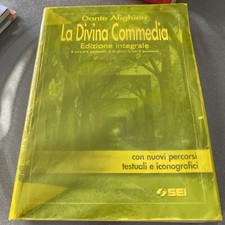 Dante Alighieri
La Divina Commedia
Edizione integrale
con nuovi percorsi
testuali e iconografici
SEI